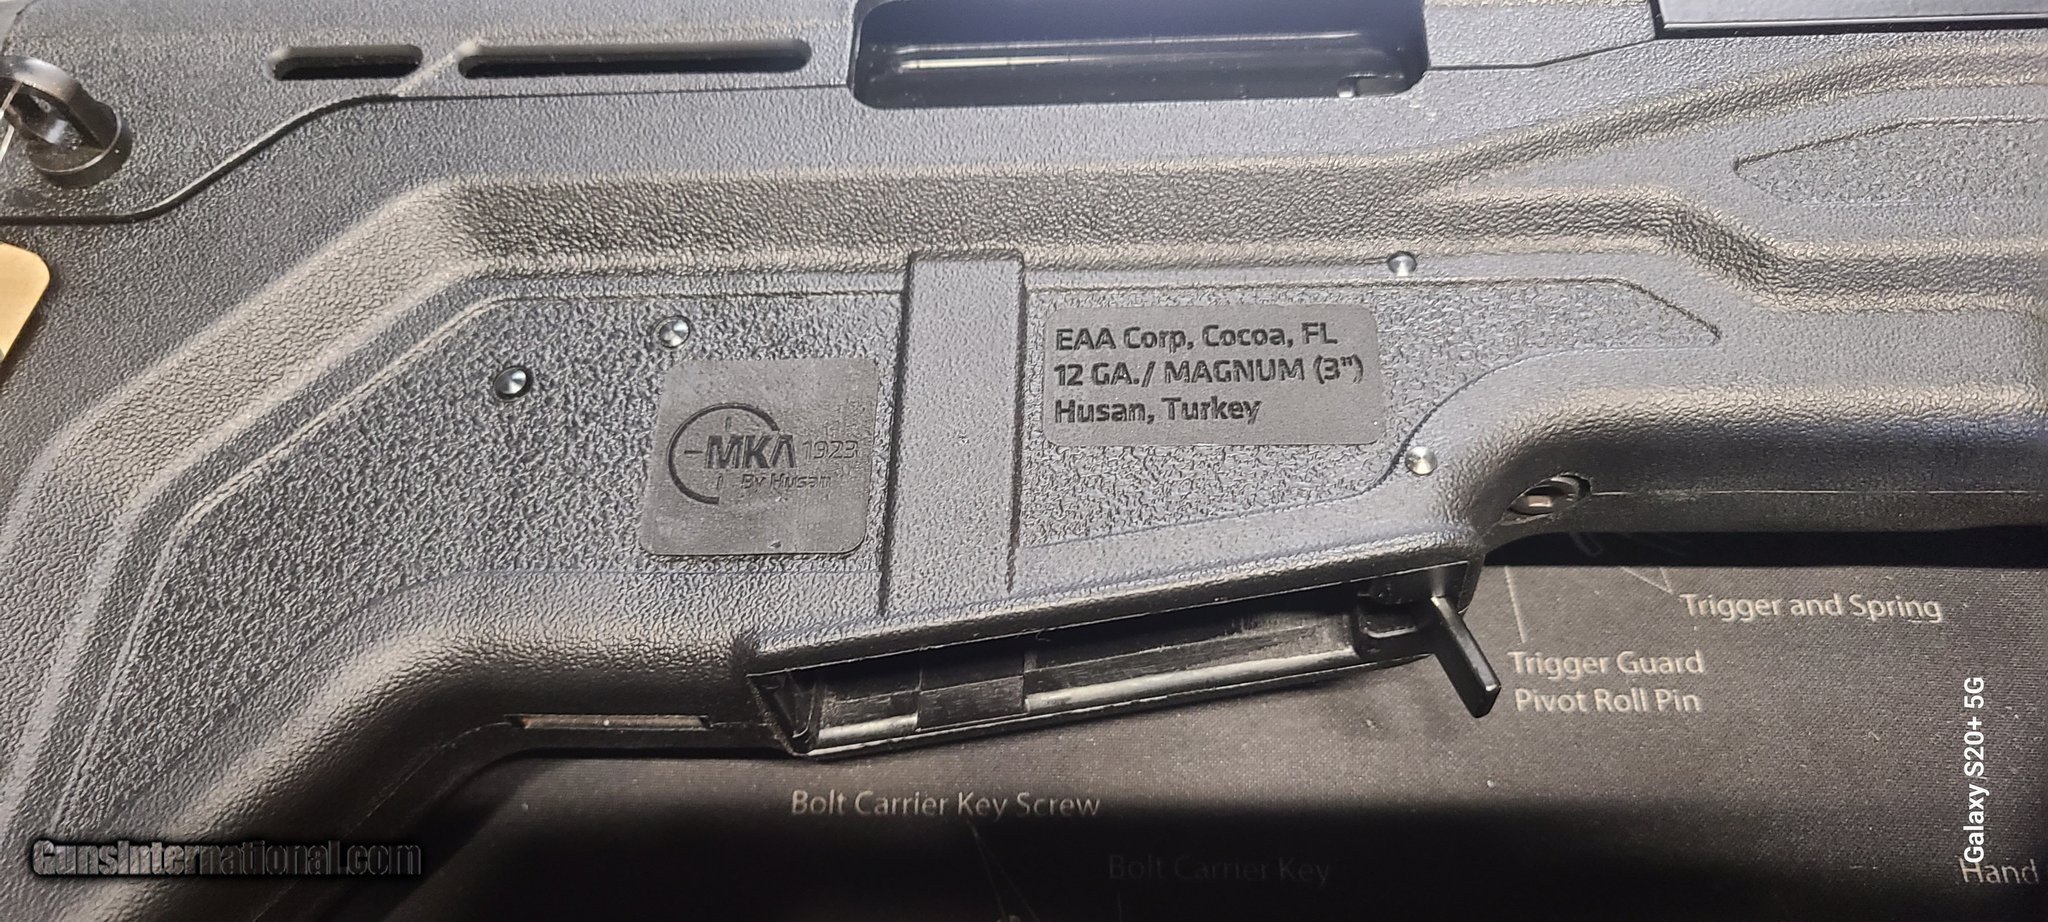 EAA Corp, Cocoa, FL
12 GA./ MAGNUM (3")
Husan, Turkey
MKA 1923
By Husan
Trigger and Spring
Trigger Guard
Pivot Roll Pin
Bolt Carrier Key Screw
Bolt Carrier Key
Hand
Galaxy S20+ 5G
GunsInternational.com